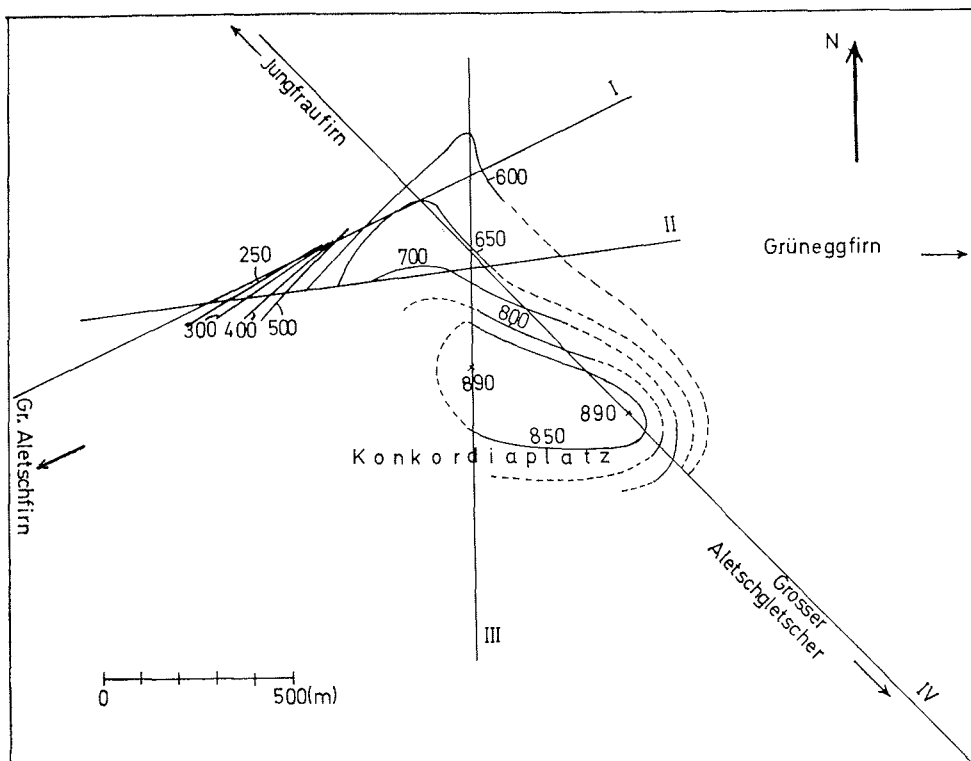 N
I
Jungfraufirn
600
II
250
650
700
Grüneggfirn
300
400
500
800
890
890
850
Konkordiaplatz
Gr. Aletschfirn
Grosser
Aletschgletscher
III
IV
0
500(m)